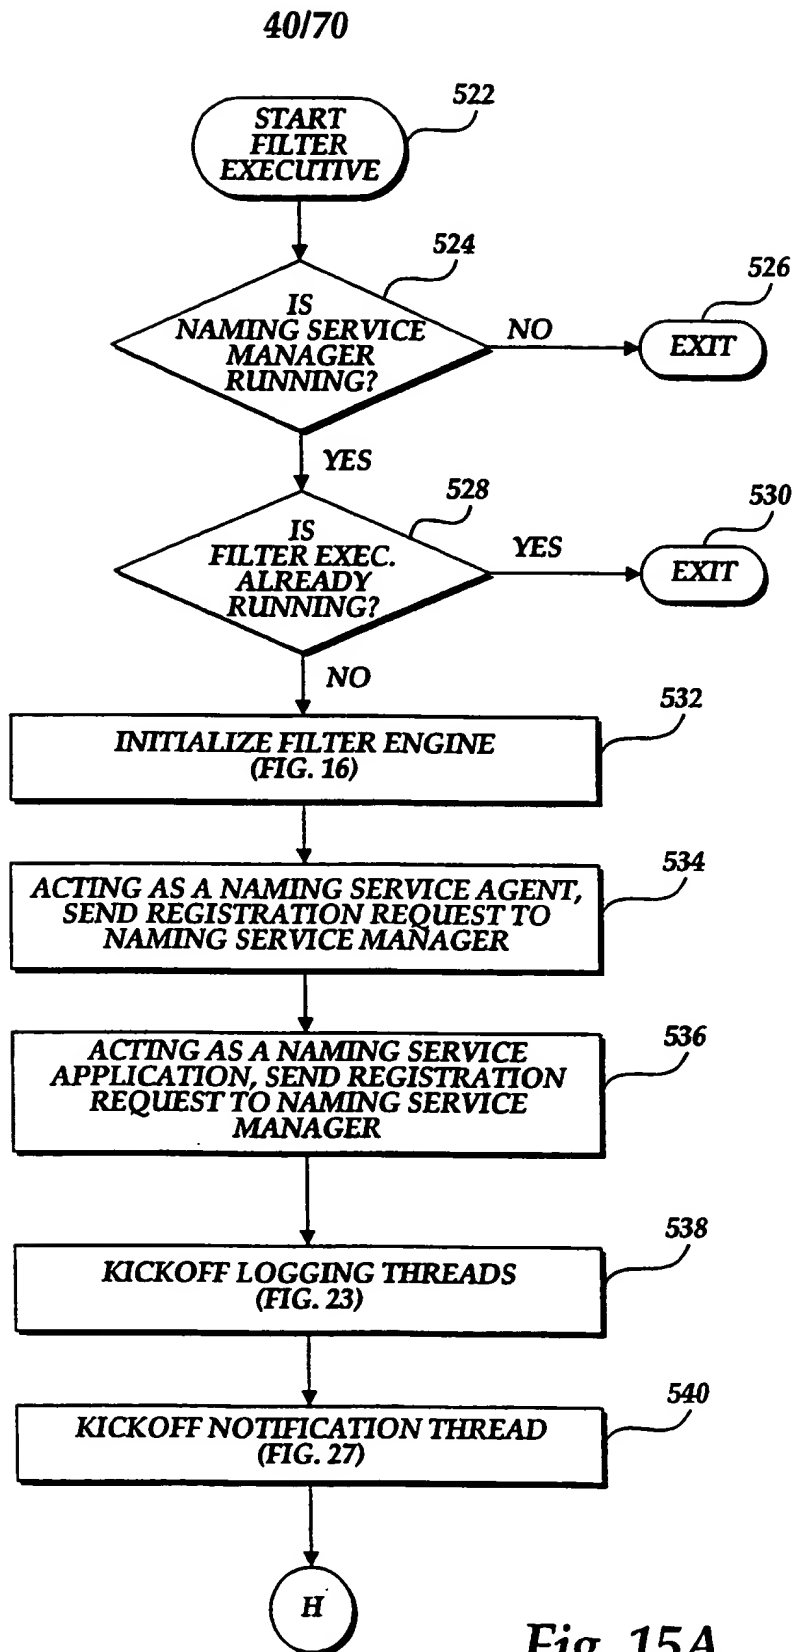 40/70
START
FILTER
EXECUTIVE
522
IS
NAMING SERVICE
MANAGER
RUNNING?
524
NO
EXIT
526
YES
IS
FILTER EXEC.
ALREADY
RUNNING?
528
YES
EXIT
530
NO
INITIALIZE FILTER ENGINE
(FIG. 16)
532
ACTING AS A NAMING SERVICE AGENT,
SEND REGISTRATION REQUEST TO
NAMING SERVICE MANAGER
534
ACTING AS A NAMING SERVICE
APPLICATION, SEND REGISTRATION
REQUEST TO NAMING SERVICE
MANAGER
536
KICKOFF LOGGING THREADS
(FIG. 23)
538
KICKOFF NOTIFICATION THREAD
(FIG. 27)
540
H
Fig. 15A